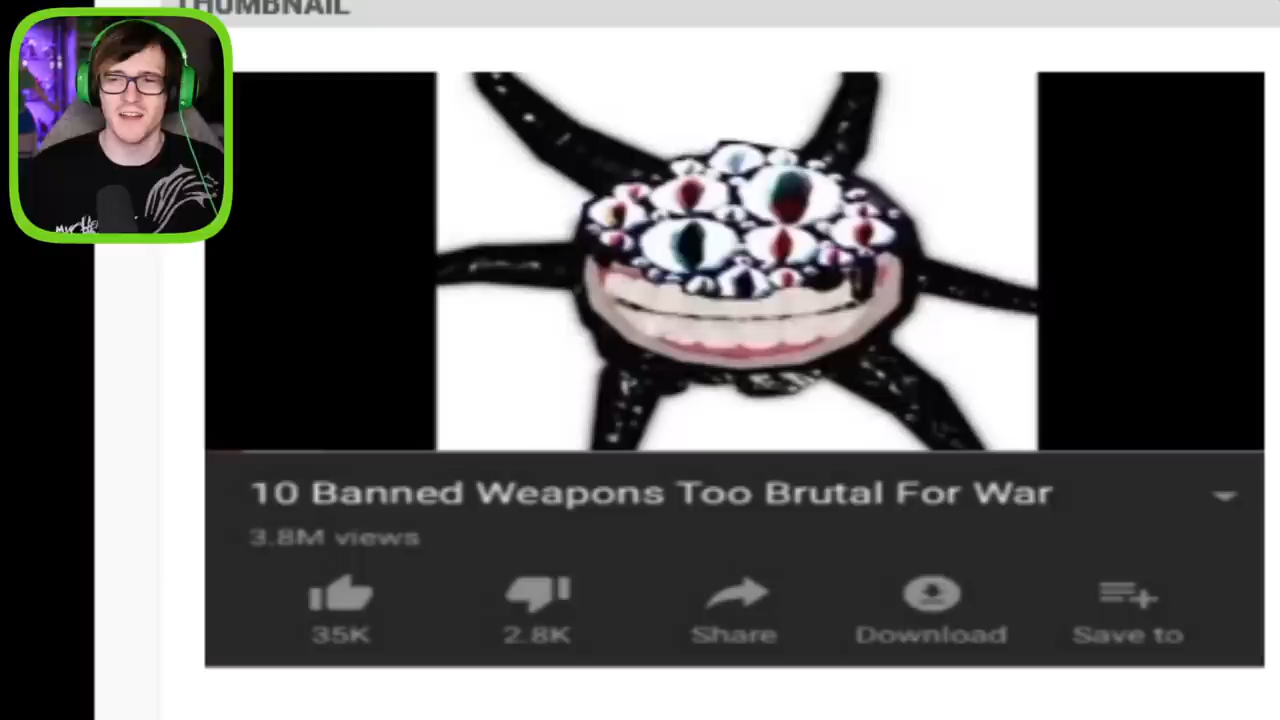 THUMBNAIL
10 Banned Weapons Too Brutal For War
3.8M views
35K
2.8K
Share
Download
Save to